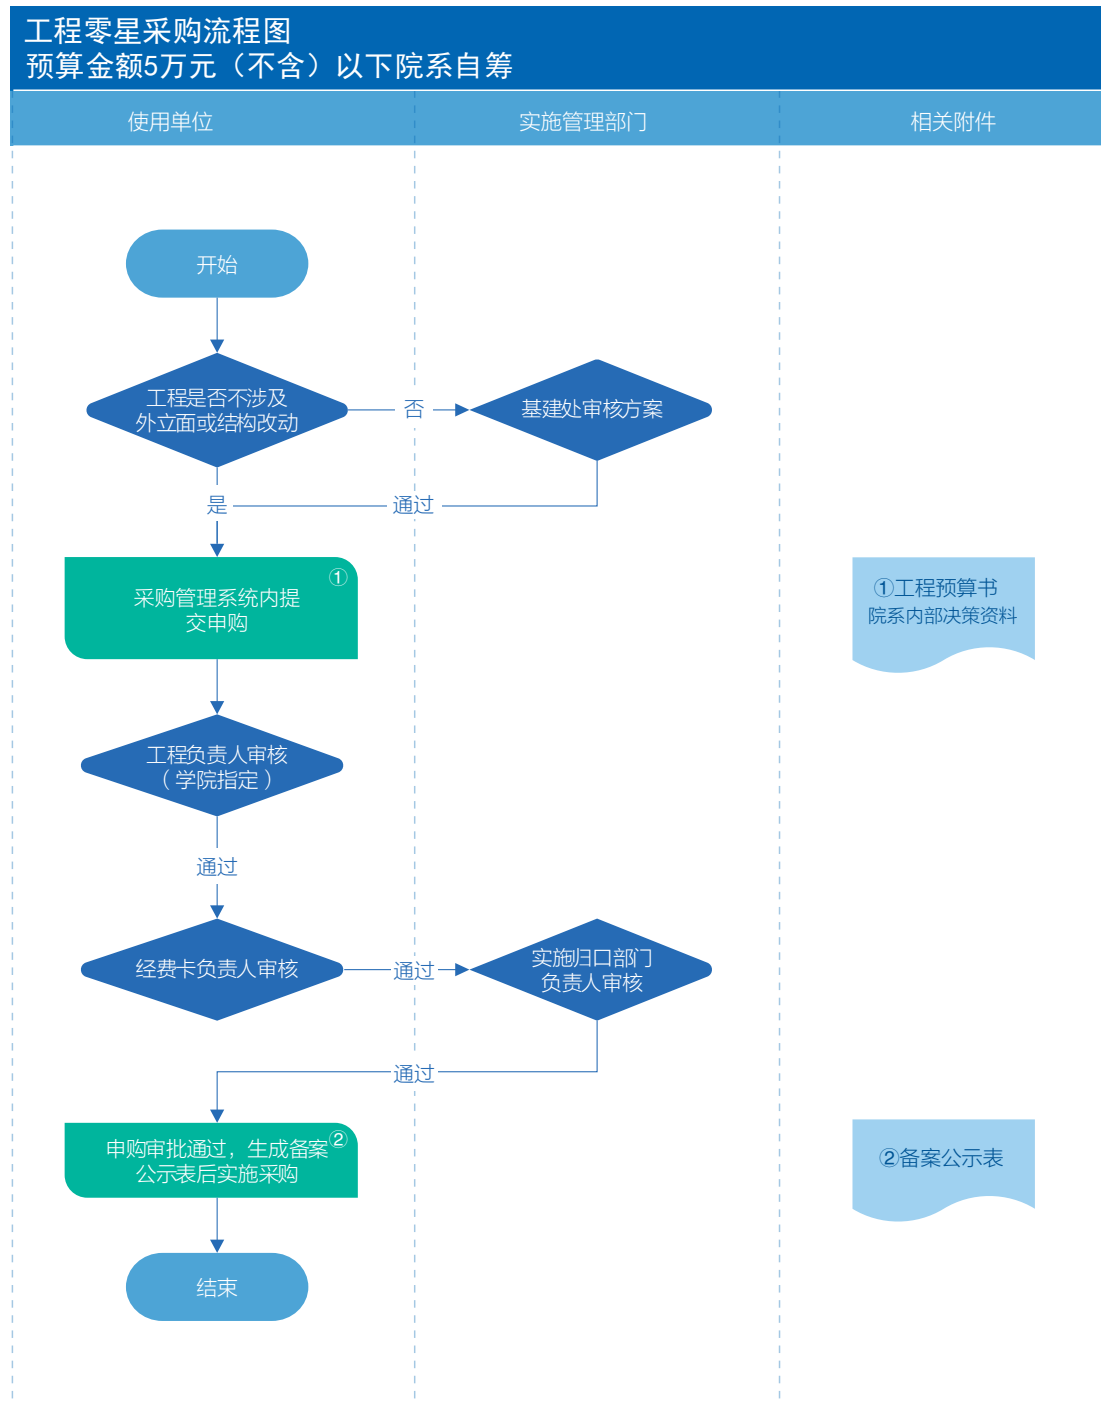 工程零星采购流程图
预算金额5万元（不含）以下院系自筹
使用单位
实施管理部门
相关附件
开始
工程是否不涉及
外立面或结构改动
否
基建处审核方案
是
通过
①
采购管理系统内提
交申购
①工程预算书
院系内部决策资料
工程负责人审核
（学院指定）
通过
经费卡负责人审核
通过
实施归口部门
负责人审核
通过
②
申购审批通过，生成备案
公示表后实施采购
②备案公示表
结束